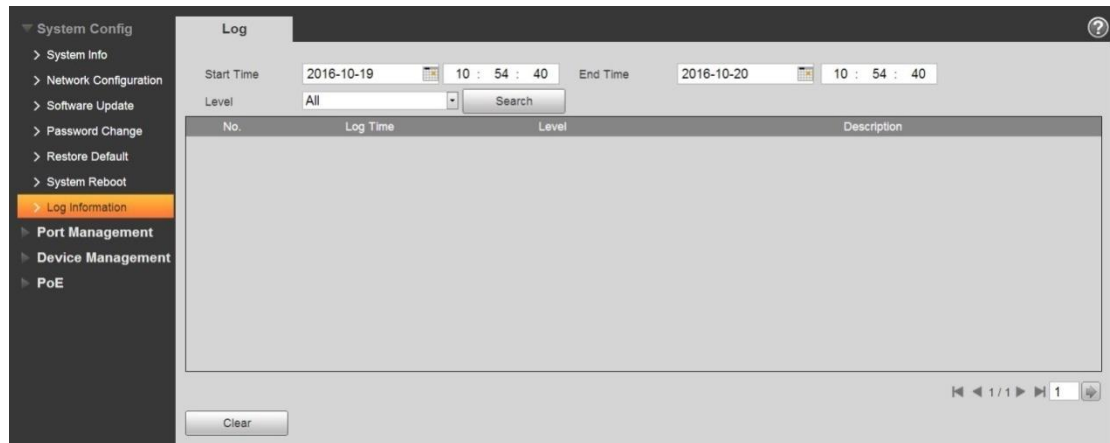 System Config
> System Info
> Network Configuration
> Software Update
> Password Change
> Restore Default
> System Reboot
> Log Information
Port Management
Device Management
PoE
Log
?
Start Time 2016-10-19 10 : 54 : 40 End Time 2016-10-20 10 : 54 : 40
Level All Search
No. Log Time Level Description
1 / 1 1
Clear